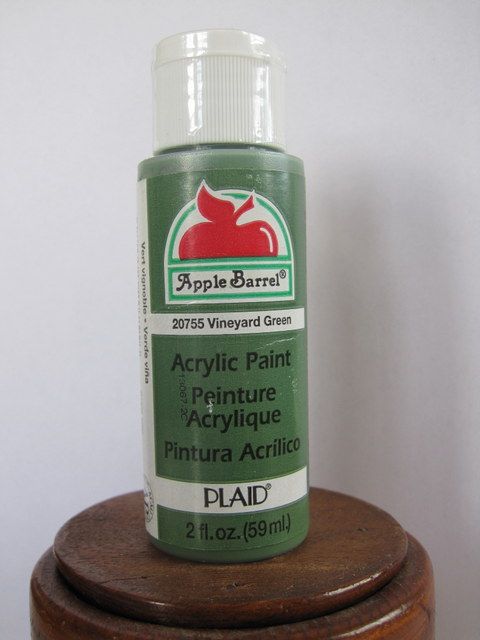 Apple Barrel®
20755 Vineyard Green
Acrylic Paint
Peinture
Acrylique
Pintura Acrilico
PLAID®
2 fl.oz.(59ml.)
Vert vignoble • Verde viña